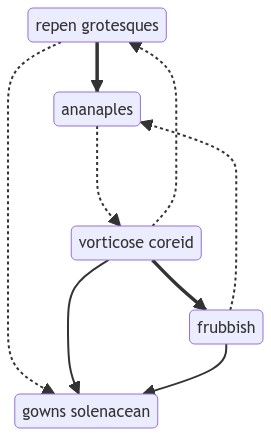 repen grotesques
ananaples
vorticose coreid
frubbish
gowns solenacean